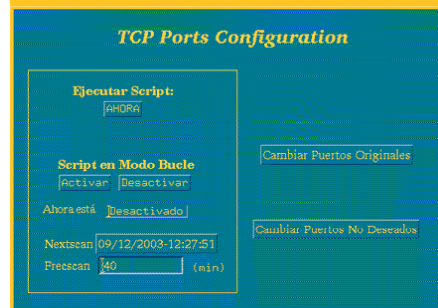 TCP Ports Configuration
Ejecutar Script:
AHORA
Script en Modo Bucle
Activar Desactivar
Ahora está Desactivado
Nextscan 09/12/2003-12:27:51
Frecscan 40 (min)
Cambiar Puertos Originales
Cambiar Puertos No Deseados